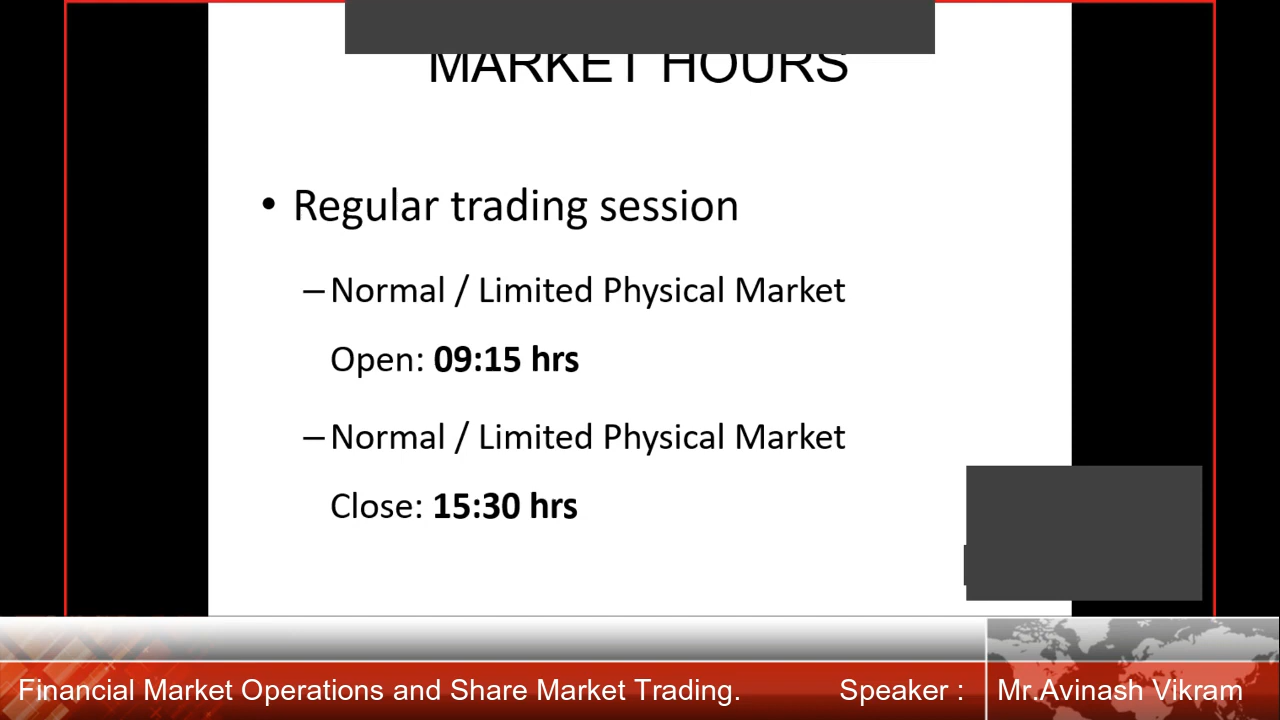 MARKET HOURS
• Regular trading session
– Normal / Limited Physical Market
Open: 09:15 hrs
– Normal / Limited Physical Market
Close: 15:30 hrs
Financial Market Operations and Share Market Trading. Speaker : Mr.Avinash Vikram